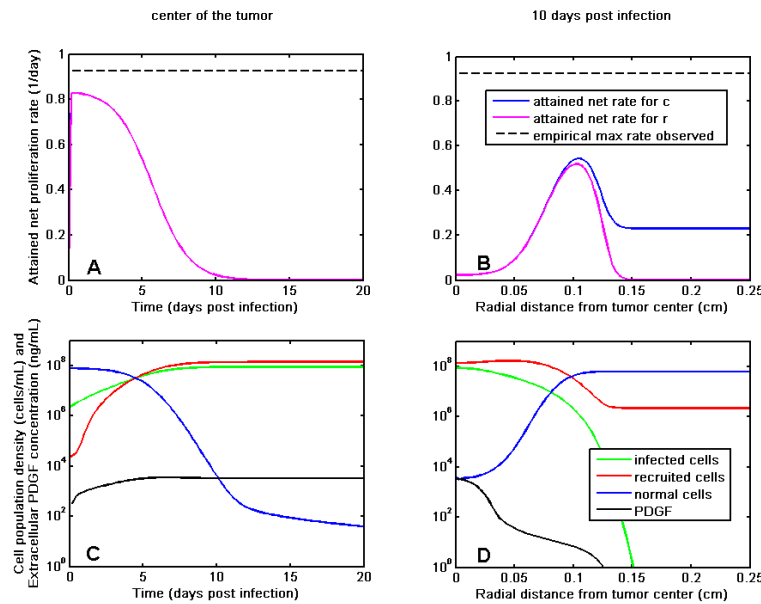 center of the tumor
10 days post infection
Attained net proliferation rate (1/day)
1
0.8
0.6
0.4
0.2
0
A
0
5
10
15
20
Time (days post infection)
1
0.8
0.6
0.4
0.2
0
attained net rate for c
attained net rate for r
empirical max rate observed
B
0
0.05
0.1
0.15
0.2
0.25
Radial distance from tumor center (cm)
Cell population density (cells/mL) and
Extracellular PDGF concentration (ng/mL)
10^8
10^6
10^4
10^2
10^0
C
0
5
10
15
20
Time (days post infection)
10^8
10^6
10^4
10^2
10^0
infected cells
recruited cells
normal cells
PDGF
D
0
0.05
0.1
0.15
0.2
0.25
Radial distance from tumor center (cm)